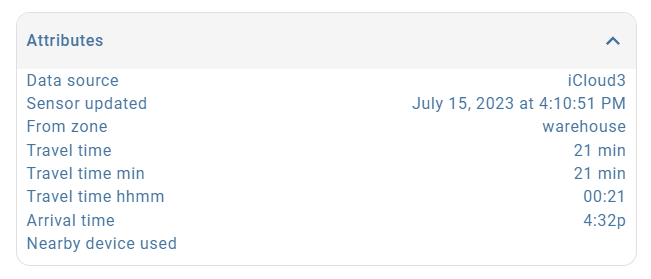 Attributes
Data source iCloud3
Sensor updated July 15, 2023 at 4:10:51 PM
From zone warehouse
Travel time 21 min
Travel time min 21 min
Travel time hhmm 00:21
Arrival time 4:32p
Nearby device used